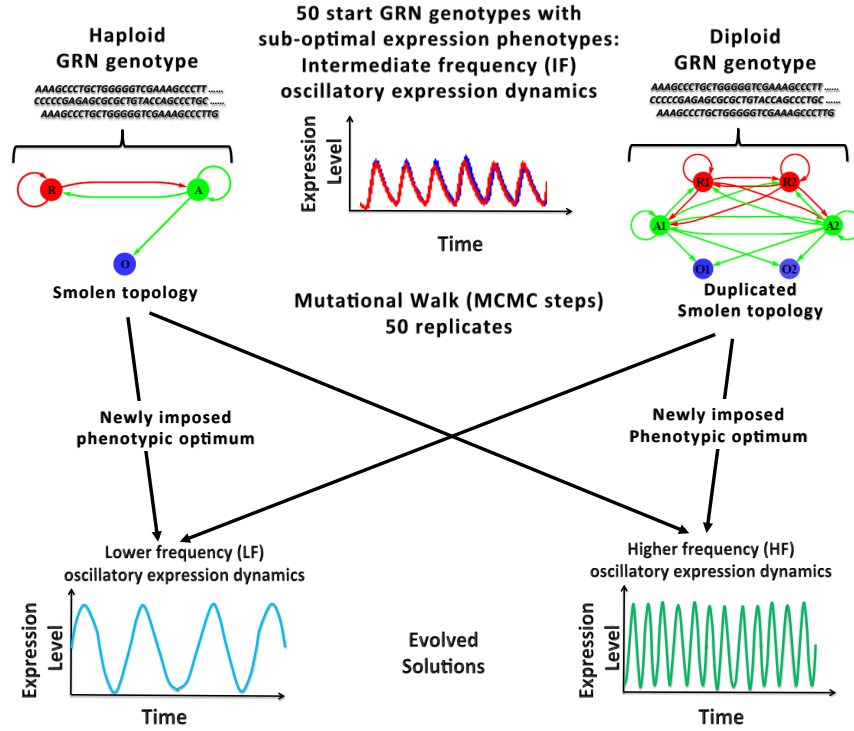 Haploid
GRN genotype
AAAGCCCTGCTGGGGGTCGAAAGCCCTT ......
CCCCCGAGAGCGCGCTGTACCAGCCCTGC ......
AAAGCCCTGCTGGGGGTCGAAAGCCCTTG
R
A
O
Smolen topology
50 start GRN genotypes with
sub-optimal expression phenotypes:
Intermediate frequency (IF)
oscillatory expression dynamics
Expression
Level
Time
Mutational Walk (MCMC steps)
50 replicates
Diploid
GRN genotype
AAAGCCCTGCTGGGGGTCGAAAGCCCTT ......
CCCCCGAGAGCGCGCTGTACCAGCCCTGC ......
AAAGCCCTGCTGGGGGTCGAAAGCCCTTG
R1
R2
A1
A2
O1
O2
Duplicated
Smolen topology
Newly imposed
phenotypic optimum
Newly imposed
Phenotypic optimum
Lower frequency (LF)
oscillatory expression dynamics
Expression
Level
Time
Evolved
Solutions
Higher frequency (HF)
oscillatory expression dynamics
Expression
Level
Time